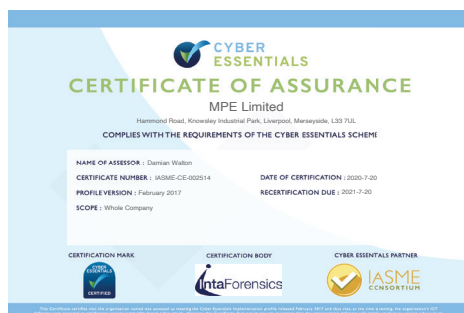 CYBER
ESSENTIALS
CERTIFICATE OF ASSURANCE
MPE Limited
Hammond Road, Knowsley Industrial Park, Liverpool, Merseyside, L33 7UL
COMPLIES WITH THE REQUIREMENTS OF THE CYBER ESSENTIALS SCHEME
NAME OF ASSESSOR : Damian Walton
CERTIFICATE NUMBER : IASME-CE-002514 DATE OF CERTIFICATION : 2020-7-20
PROFILE VERSION : February 2017 RECERTIFICATION DUE : 2021-7-20
SCOPE : Whole Company
CERTIFICATION MARK CERTIFICATION BODY CYBER ESSENTIALS PARTNER
CYBER
ESSENTIALS
CERTIFIED
IntaForensics
IASME
CONSORTIUM